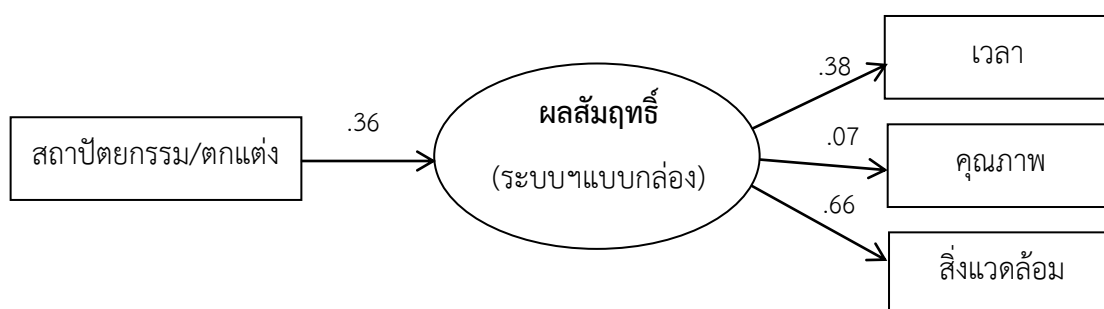 เวลา
.38
ผลสัมฤทธิ์
.36
.07
สถาปัตยกรรม/ตกแต่ง
คุณภาพ
(ระบบฯแบบกล่อง)
.66
สิ่งแวดล้อม